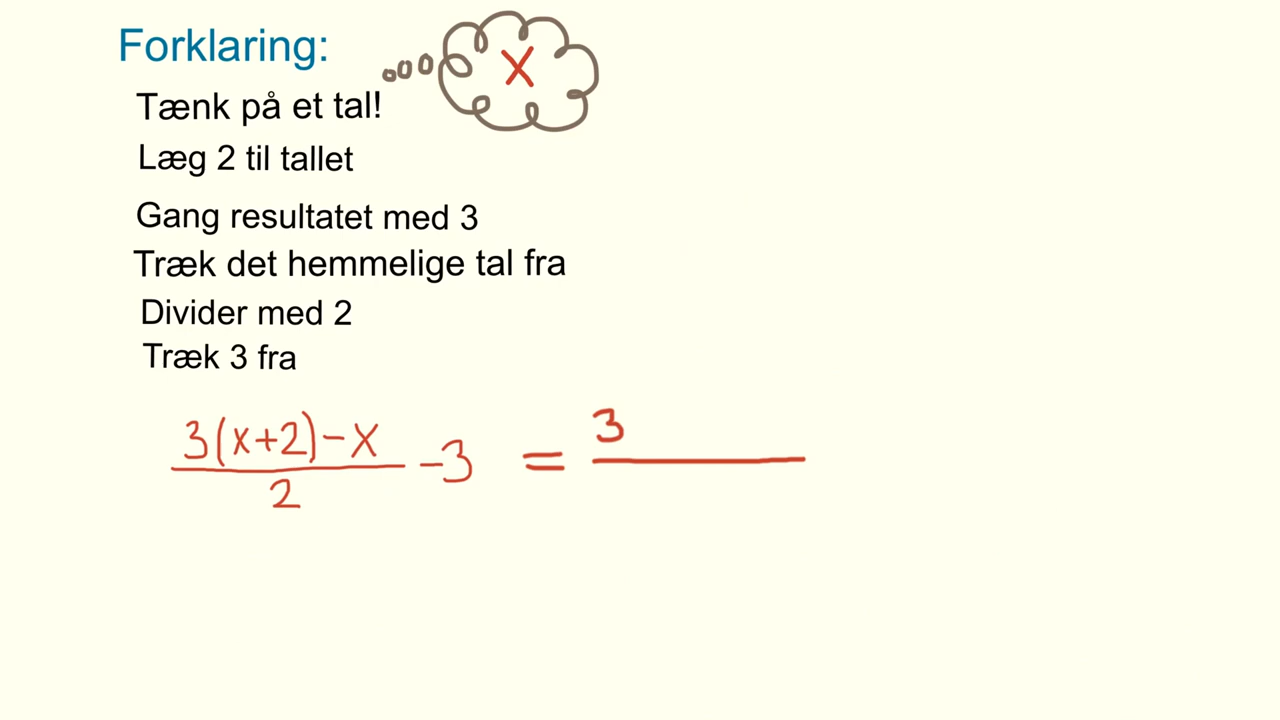 Forklaring:
X
Tænk på et tal!
Læg 2 til tallet
Gang resultatet med 3
Træk det hemmelige tal fra
Divider med 2
Træk 3 fra
3(x+2)-x
2
-3 = 3